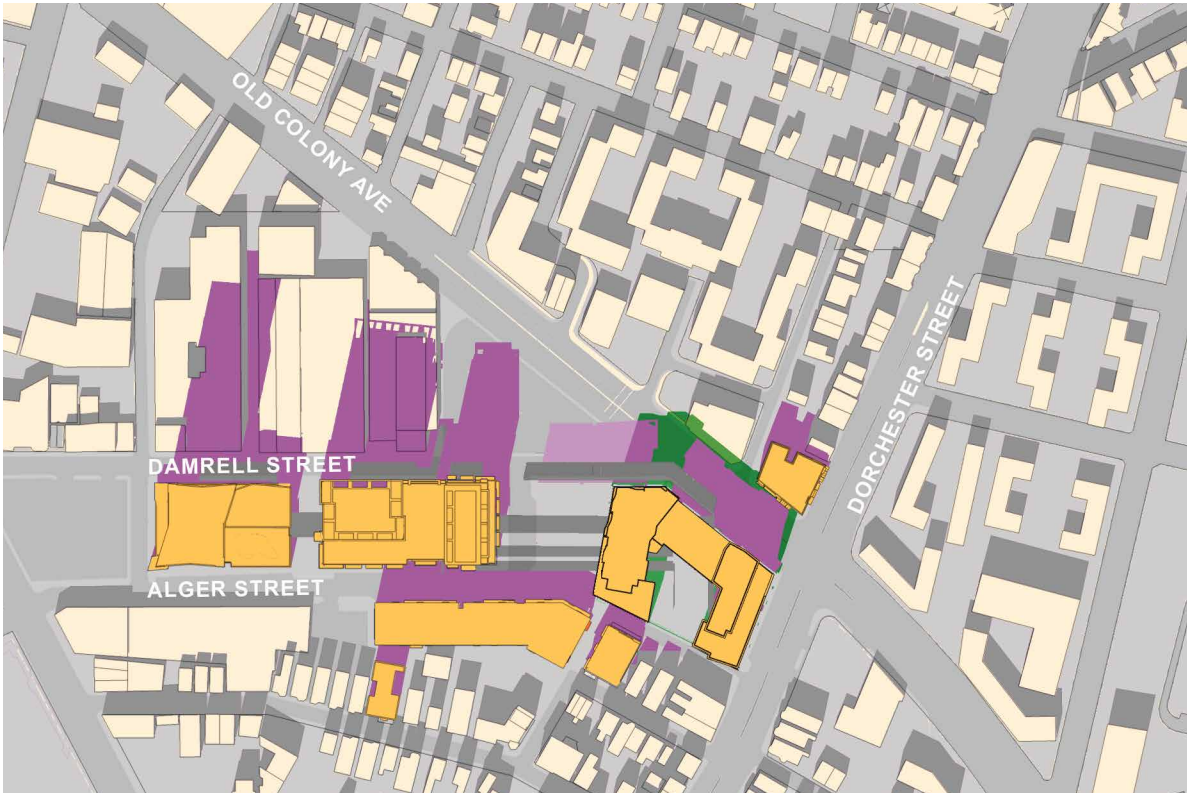 OLD COLONY AVE
DORCHESTER STREET
DAMRELL STREET
ALGER STREET